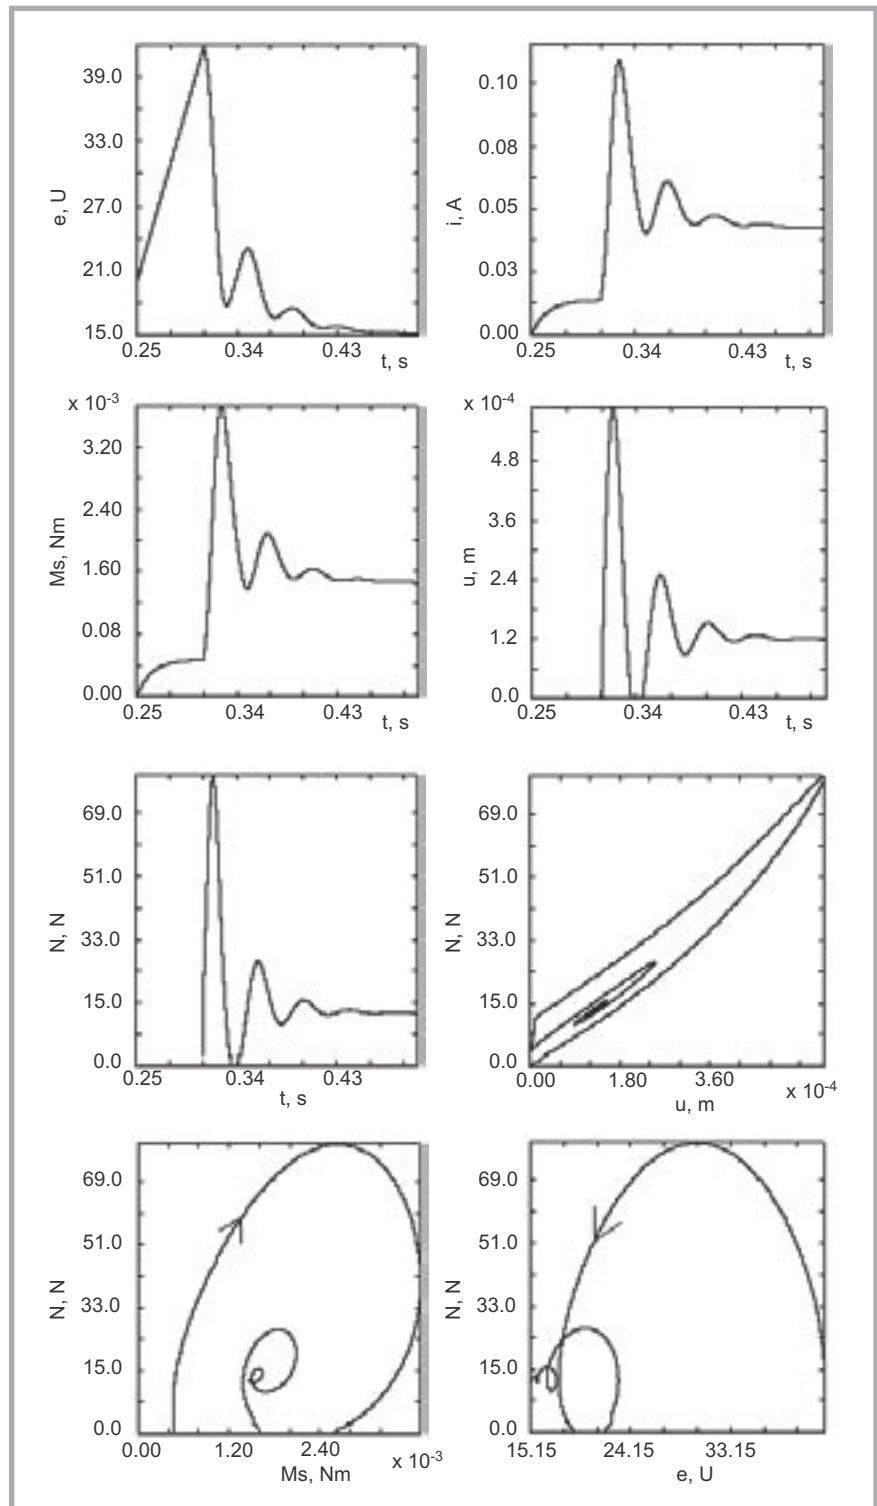 39.0
33.0
27.0
21.0
15.0
e, U
0.25 0.34 0.43
t, s
0.10
0.08
0.05
0.03
0.00
i, A
0.25 0.34 0.43
t, s
x 10-3
3.20
2.40
1.60
0.08
0.00
Ms, Nm
0.25 0.34 0.43
t, s
x 10-4
4.8
3.6
2.4
1.2
0.0
u, m
0.25 0.34 0.43
t, s
69.0
51.0
33.0
15.0
0.0
N, N
0.25 0.34 0.43
t, s
69.0
51.0
33.0
15.0
0.0
N, N
0.00 1.80 3.60
x 10-4
u, m
69.0
51.0
33.0
15.0
0.0
N, N
0.00 1.20 2.40
x 10-3
Ms, Nm
69.0
51.0
33.0
15.0
0.0
N, N
15.15 24.15 33.15
e, U